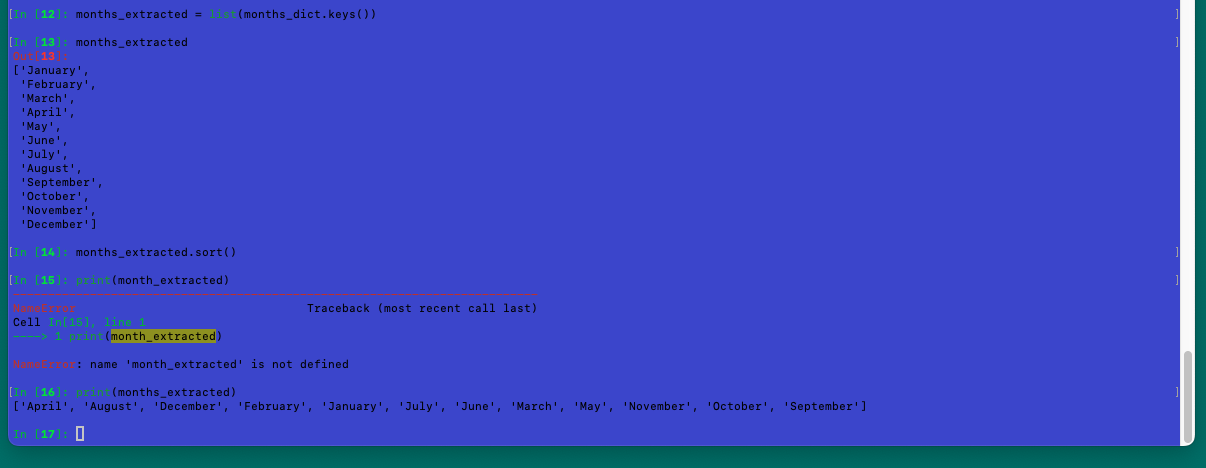 [In [12]: months_extracted = list(months_dict.keys()) ]
[In [13]: months_extracted ]
Out[13]:
['January',
'February',
'March',
'April',
'May',
'June',
'July',
'August',
'September',
'October',
'November',
'December']
[In [14]: months_extracted.sort() ]
[In [15]: print(month_extracted) ]
---------------------------------------------------------------------------
NameError Traceback (most recent call last)
Cell In[15], line 1
----> 1 print(month_extracted)
NameError: name 'month_extracted' is not defined
[In [16]: print(months_extracted) ]
['April', 'August', 'December', 'February', 'January', 'July', 'June', 'March', 'May', 'November', 'October', 'September']
In [17]: